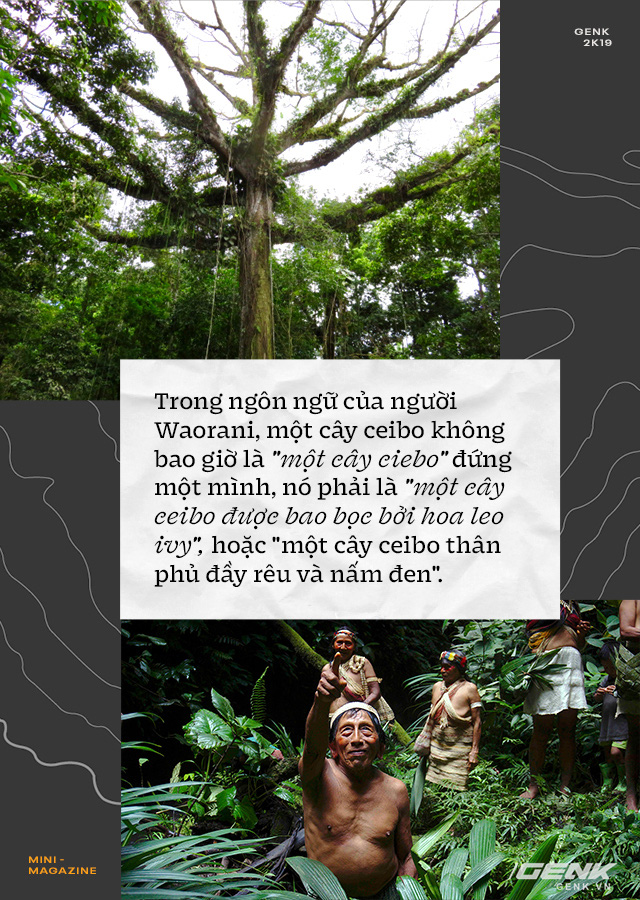 GENK
2K19
Trong ngôn ngữ của người
Waorani, một cây ceibo không
bao giờ là "một cây ciebo" đứng
một mình, nó phải là "một cây
ceibo được bao bọc bởi hoa leo
ivy", hoặc "một cây ceibo thân
phủ đầy rêu và nấm đen".
MINI -
MAGAZINE
GENK
GENK.VN